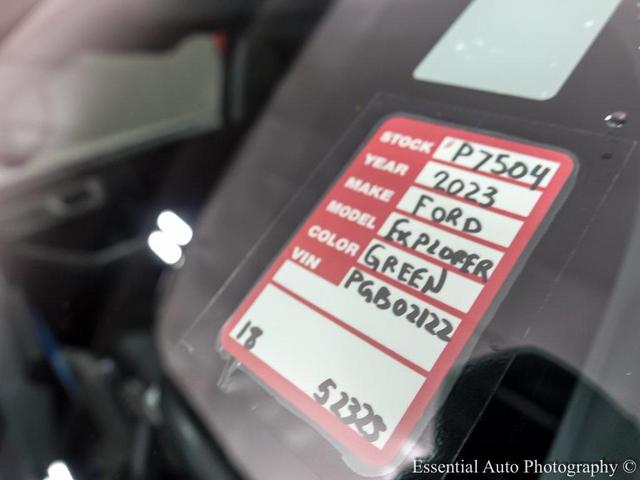 STOCK P7504
YEAR 2023
MAKE FORD
MODEL EXPLORER
COLOR GREEN
VIN PGB02122
18
52325
Essential Auto Photography ©